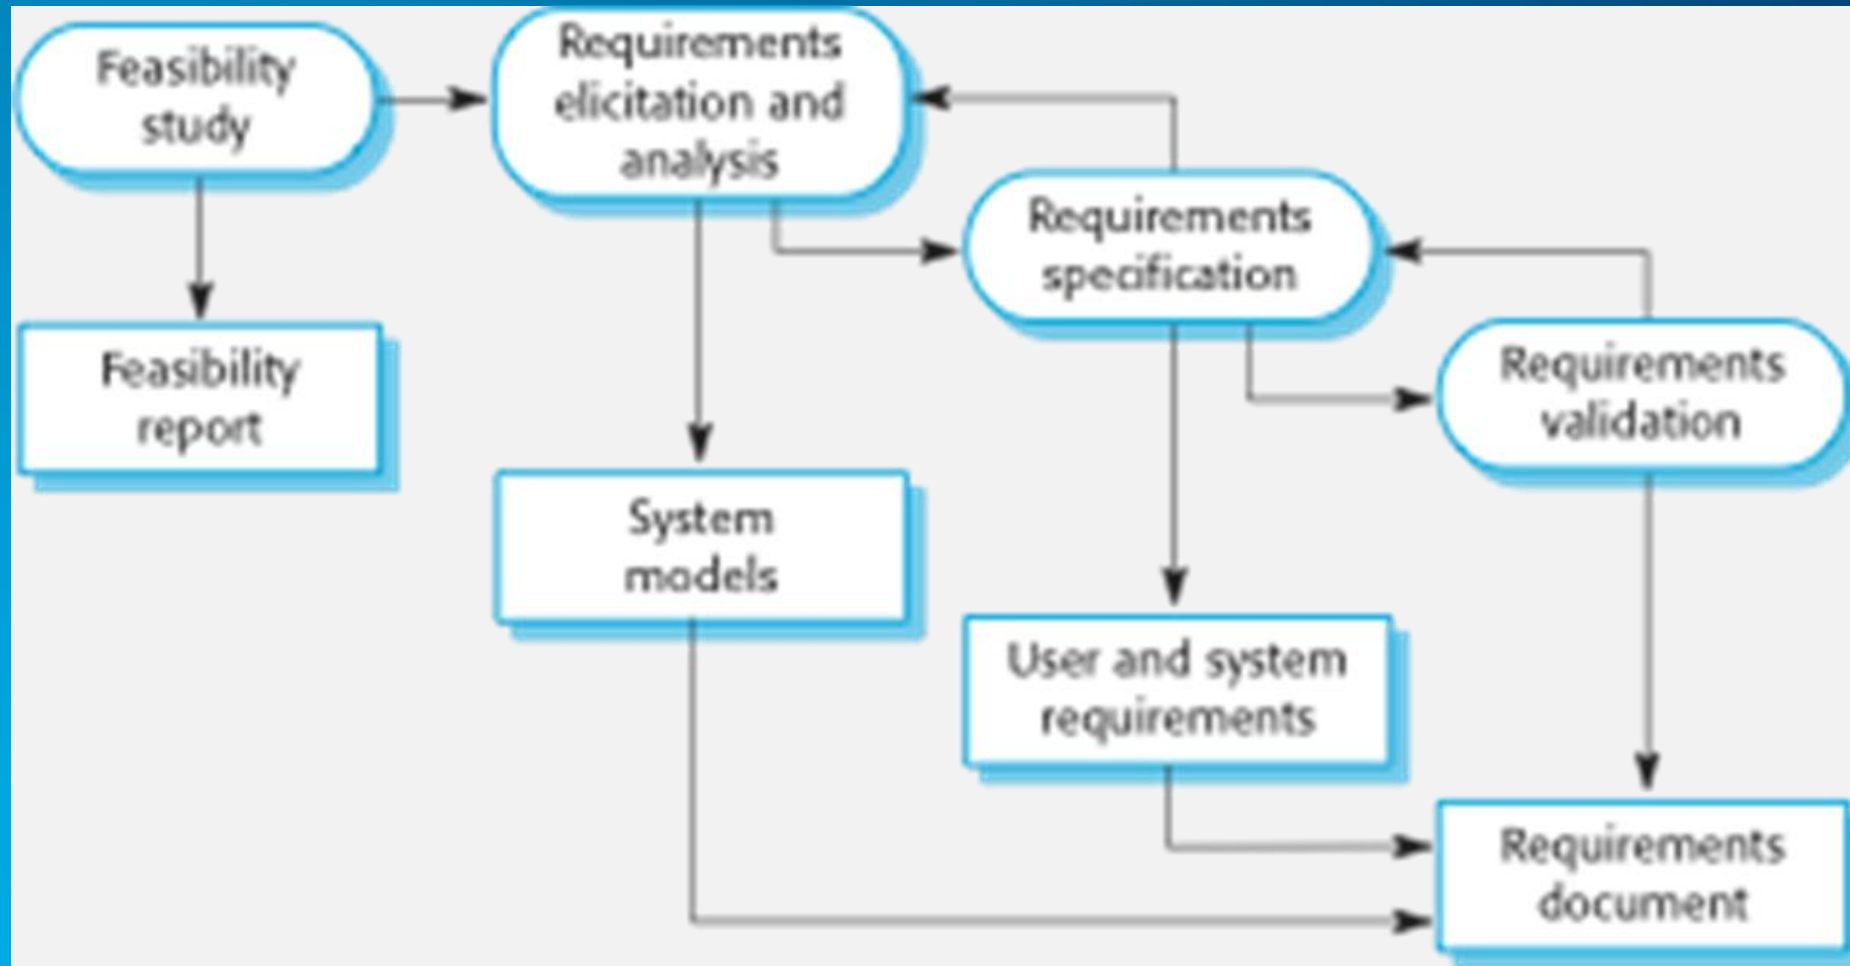 Feasibility
study
Requirements
elicitation and
analysis
Requirements
specification
Requirements
validation
Feasibility
report
System
models
User and system
requirements
Requirements
document